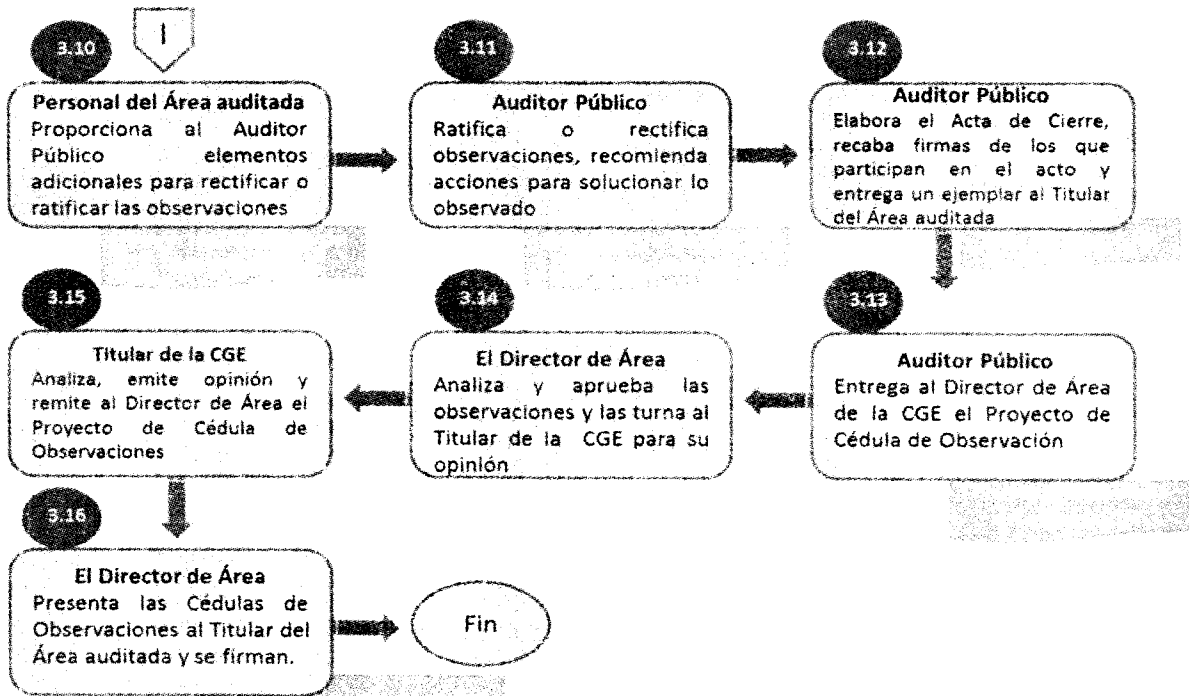 3.10
I
Personal del Área auditada
Proporciona al Auditor
Público elementos
adicionales para rectificar o
ratificar las observaciones
3.11
Auditor Público
Ratifica o rectifica
observaciones, recomienda
acciones para solucionar lo
observado
3.12
Auditor Público
Elabora el Acta de Cierre,
recaba firmas de los que
participan en el acto y
entrega un ejemplar al Titular
del Área auditada
3.13
Auditor Público
Entrega al Director de Área
de la CGE el Proyecto de
Cédula de Observación
3.14
El Director de Área
Analiza y aprueba las
observaciones y las turna al
Titular de la CGE para su
opinión
3.15
Titular de la CGE
Analiza, emite opinión y
remite al Director de Área el
Proyecto de Cédula de
Observaciones
3.16
El Director de Área
Presenta las Cédulas de
Observaciones al Titular del
Área auditada y se firman.
Fin